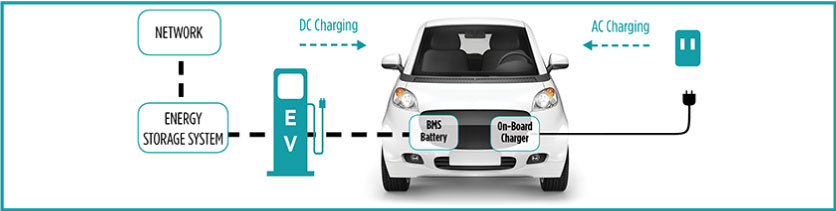 NETWORK
ENERGY
STORAGE SYSTEM
DC Charging
E
V
BMS
Battery
On-Board
Charger
AC Charging